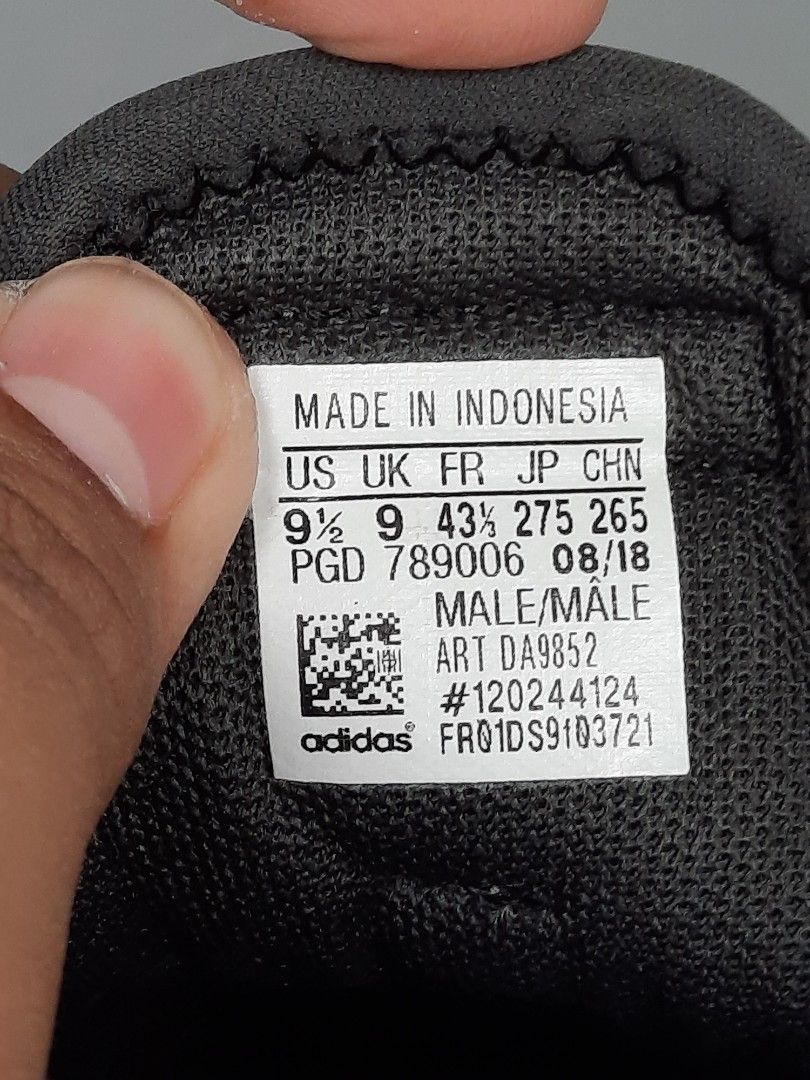 MADE IN INDONESIA
US UK FR JP CHN
9½ 9 43⅓ 275 265
PGD 789006 08/18
MALE/MÂLE
ART DA9852
#120244124
adidas® FR01DS9f03721